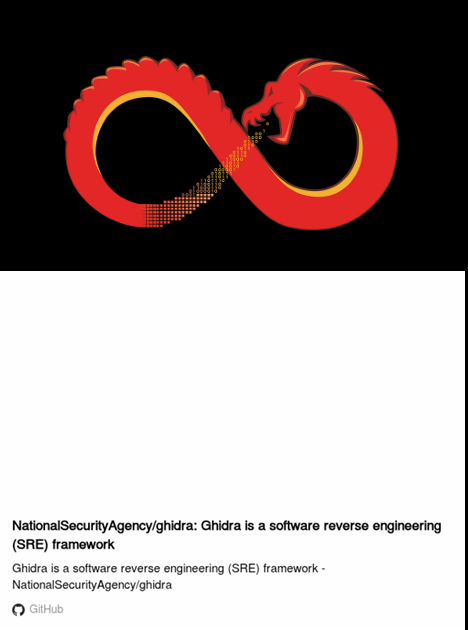 NationalSecurityAgency/ghidra: Ghidra is a software reverse engineering
(SRE) framework
Ghidra is a software reverse engineering (SRE) framework -
NationalSecurityAgency/ghidra
GitHub